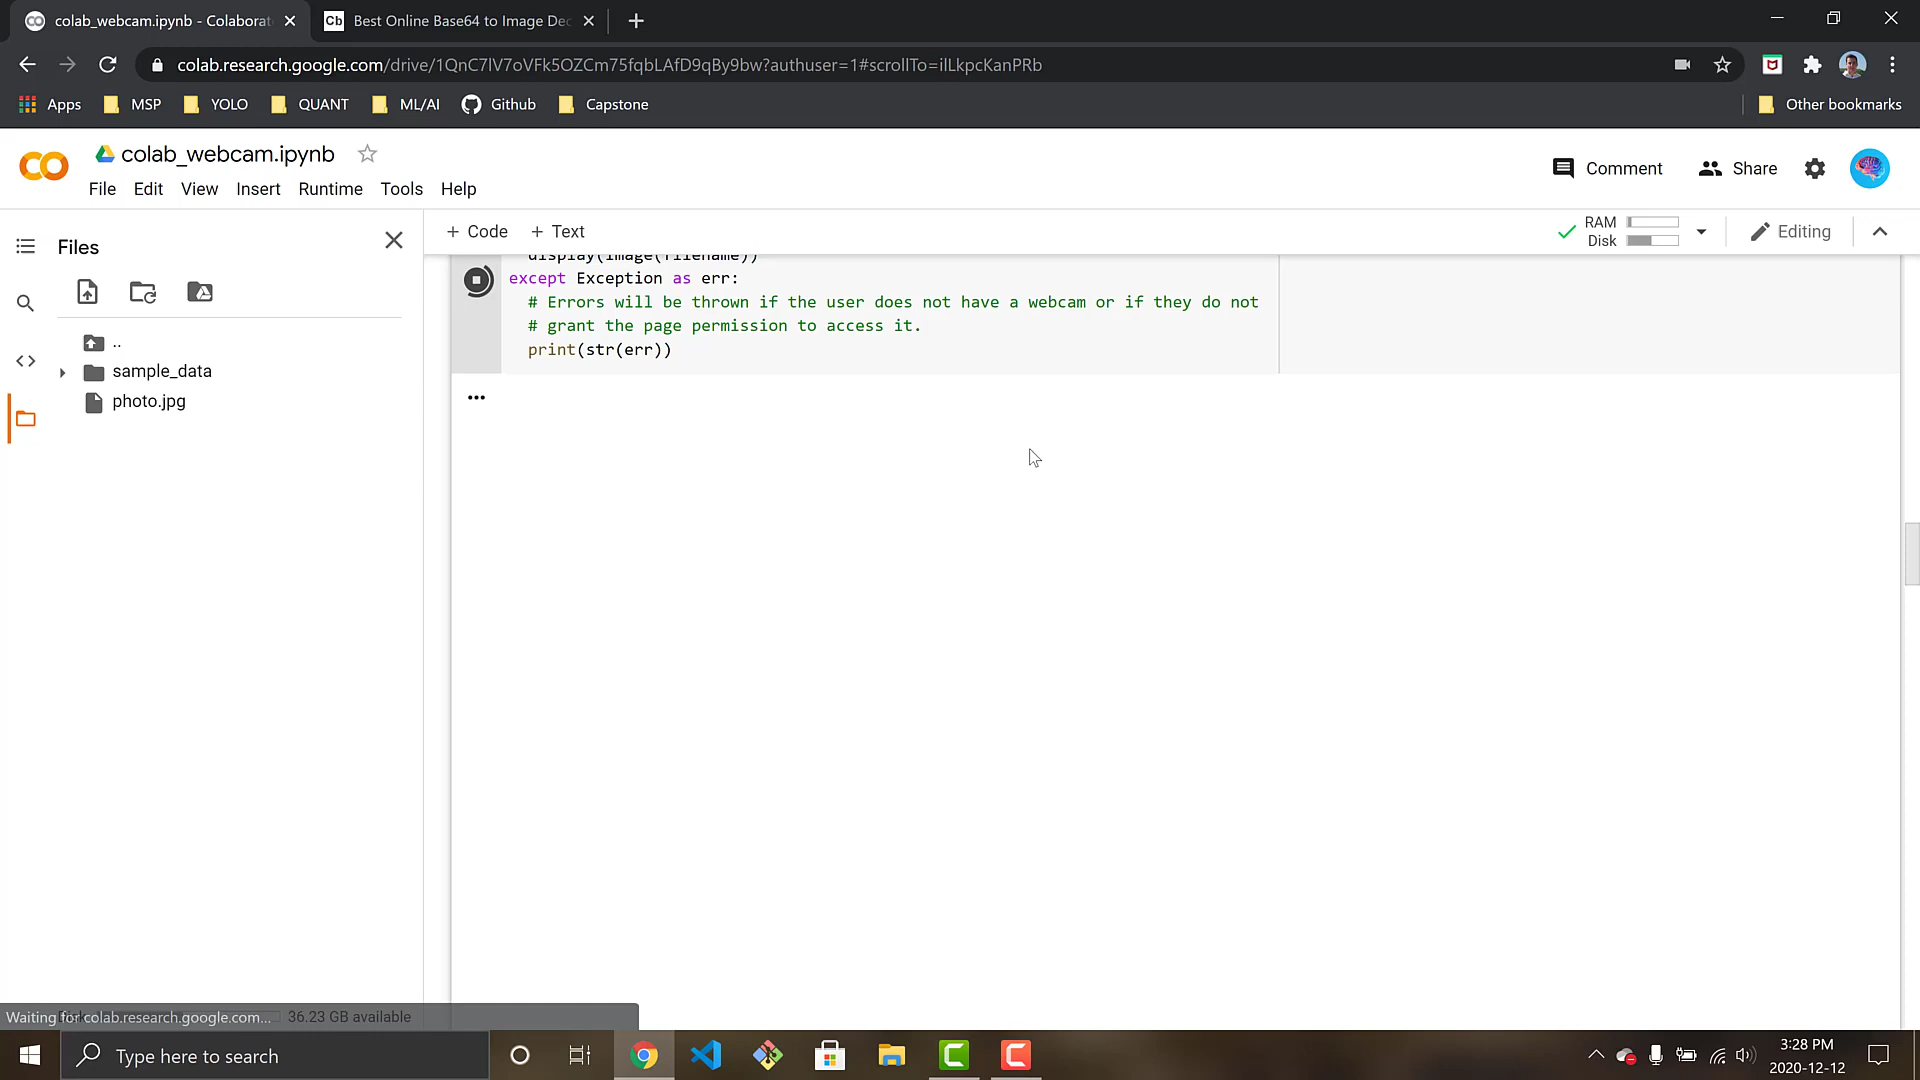 colab_webcam.ipynb - Colaborat
Cb
Best Online Base64 to Image Dec
colab.research.google.com/drive/1QnC7lV7oVFk5OZCm75fqbLAfD9qBy9bw?authuser=1#scrollTo=ilLkpcKanPRb
Apps
MSP
YOLO
QUANT
ML/AI
Github
Capstone
Other bookmarks
colab_webcam.ipynb
File
Edit
View
Insert
Runtime
Tools
Help
Comment
Share
Files
+ Code
+ Text
RAM
Disk
Editing
..
sample_data
photo.jpg
display(Image(filename))
except Exception as err:
# Errors will be thrown if the user does not have a webcam or if they do not
# grant the page permission to access it.
print(str(err))
Waiting for colab.research.google.com...
36.23 GB available
Type here to search
3:28 PM
2020-12-12